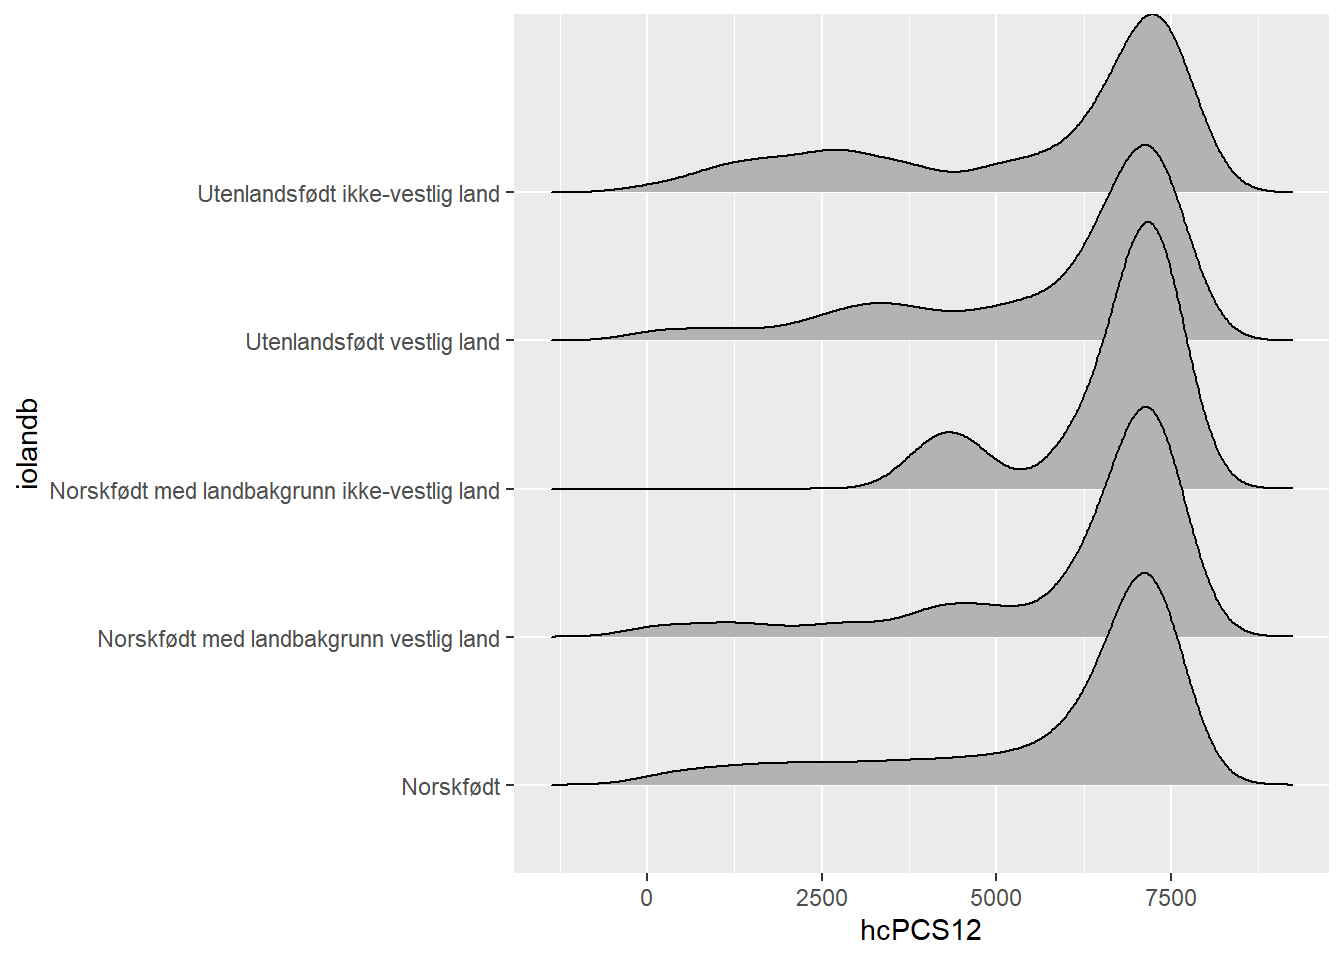 Utenlandsfødt ikke-vestlig land
Utenlandsfødt vestlig land
Norskfødt med landbakgrunn ikke-vestlig land
Norskfødt med landbakgrunn vestlig land
Norskfødt
iolandb
0 2500 5000 7500
hcPCS12